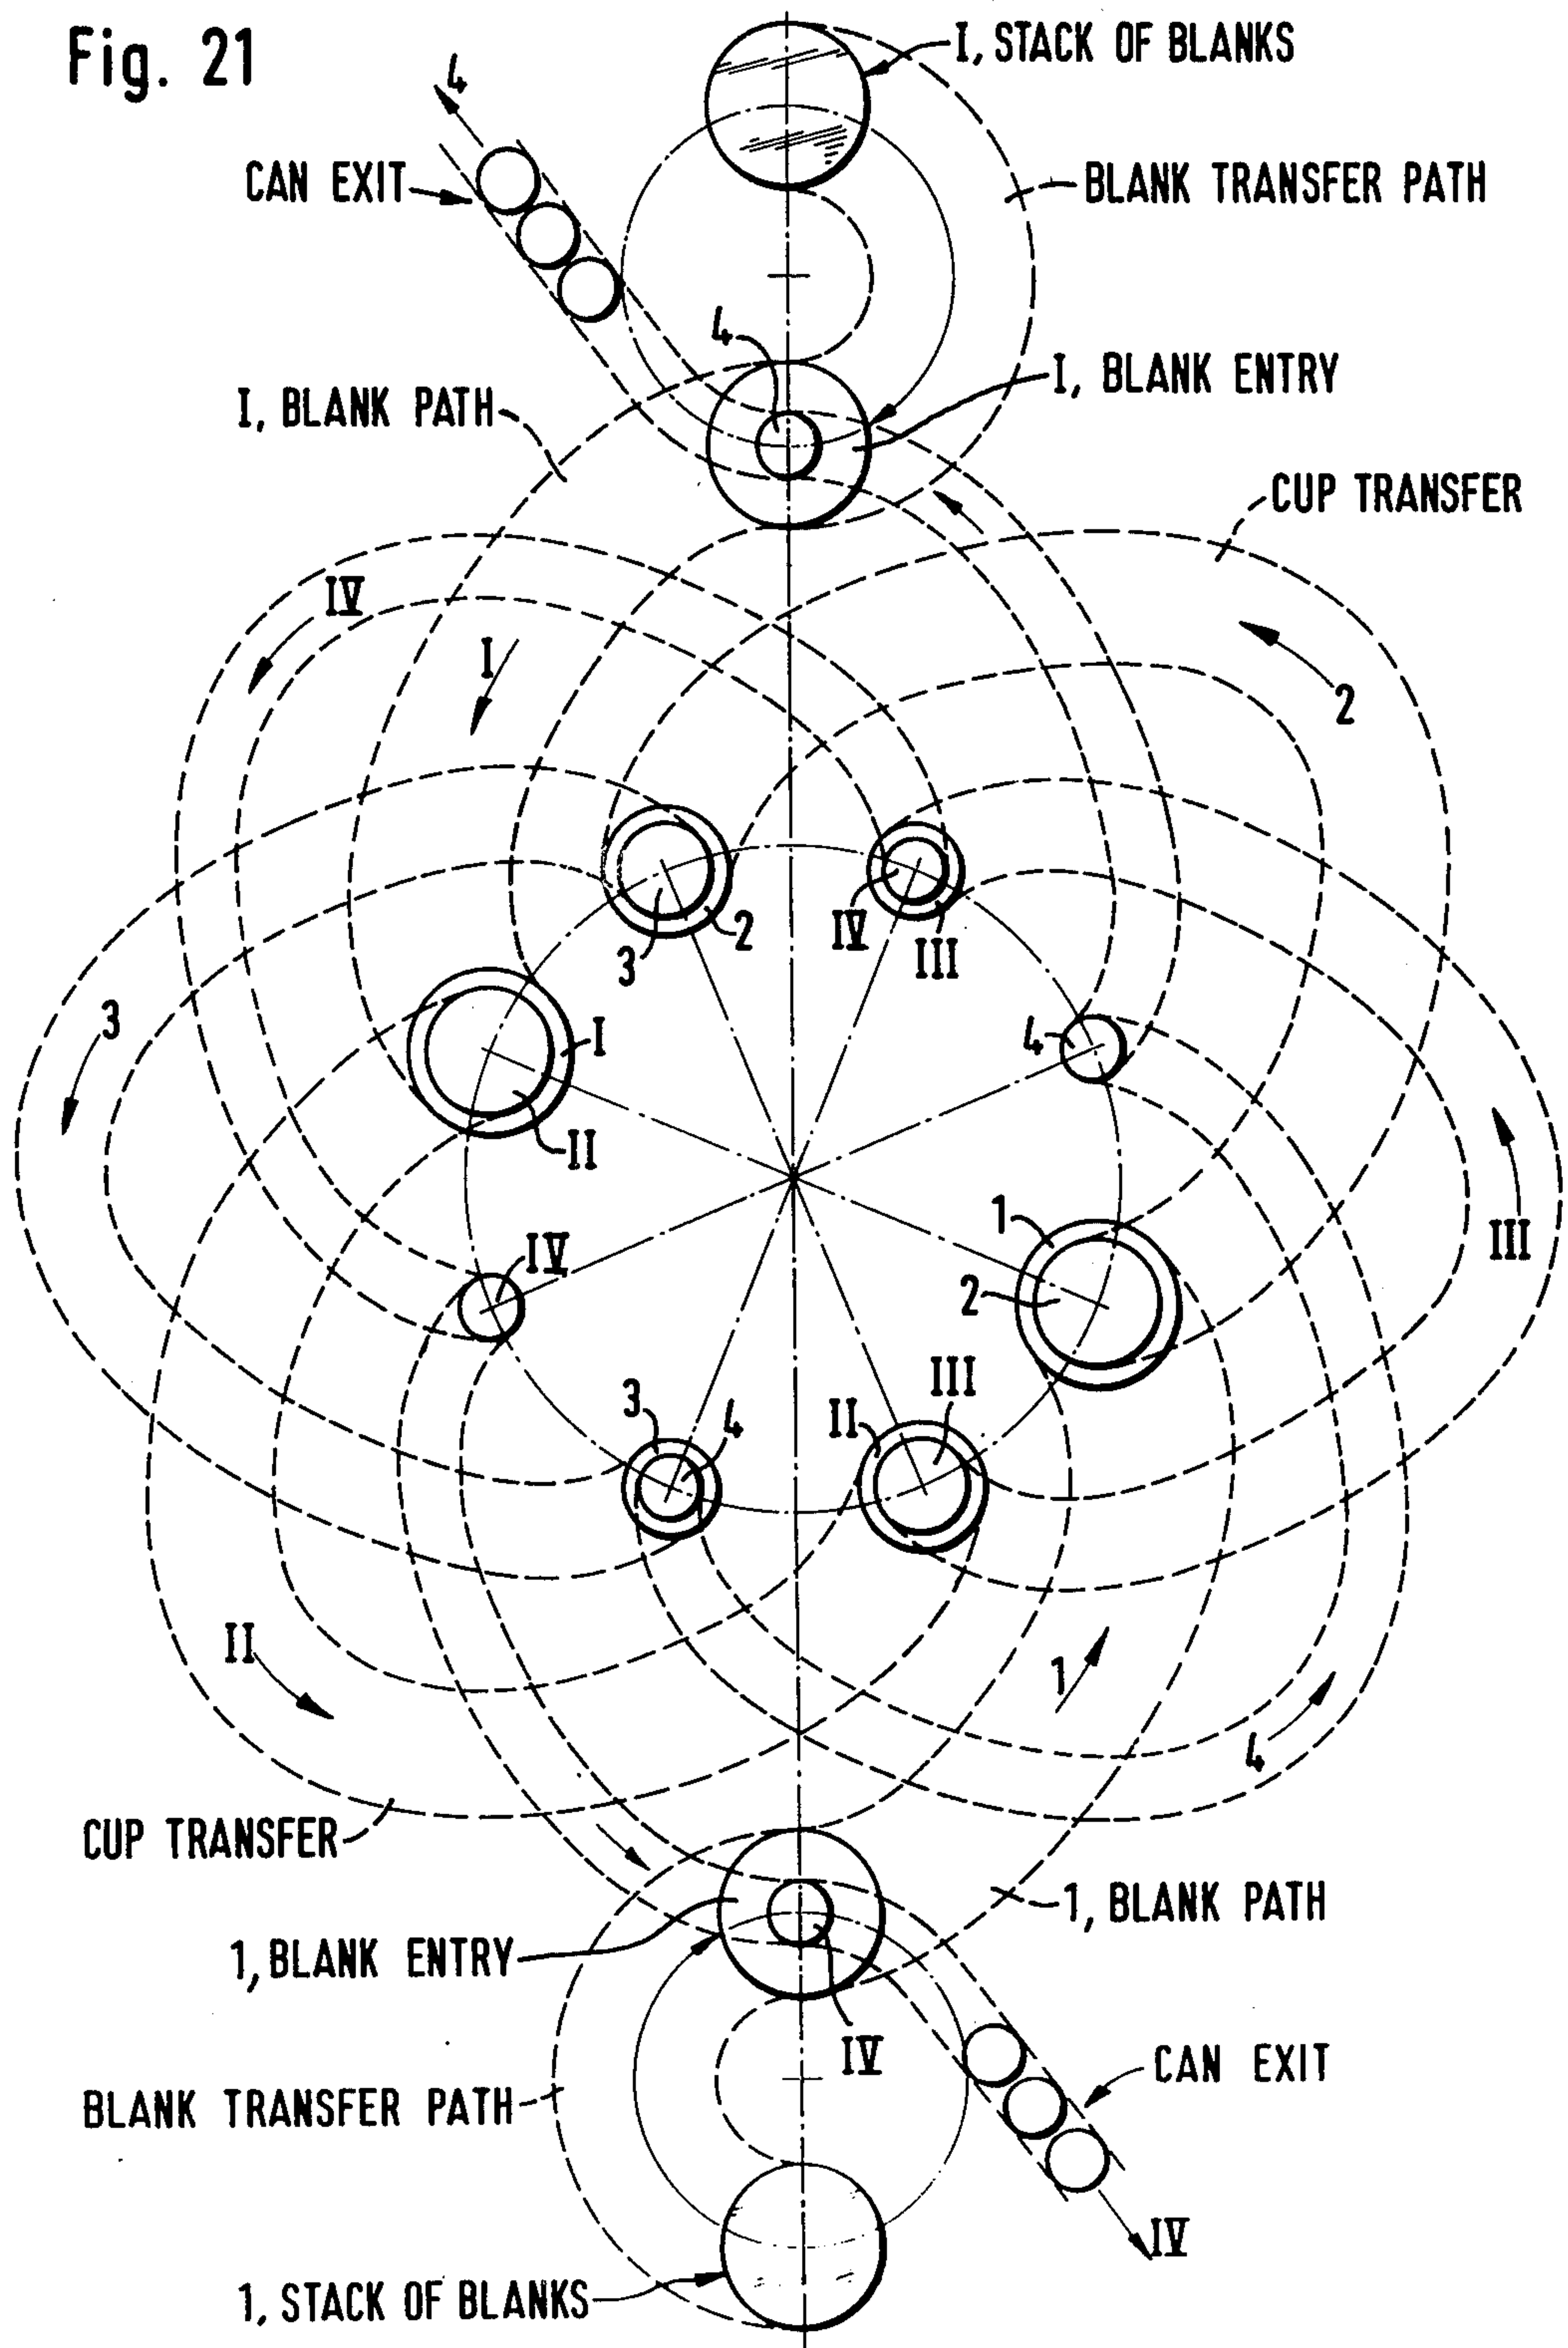 Fig. 21
I, STACK OF BLANKS
4
CAN EXIT
BLANK TRANSFER PATH
4
I, BLANK ENTRY
I, BLANK PATH
CUP TRANSFER
IV
I
2
3
2
IV
III
3
I
4
II
1
IV
2
III
III
3
4
II
II
1
4
CUP TRANSFER
1, BLANK PATH
1, BLANK ENTRY
IV
CAN EXIT
BLANK TRANSFER PATH
IV
1, STACK OF BLANKS